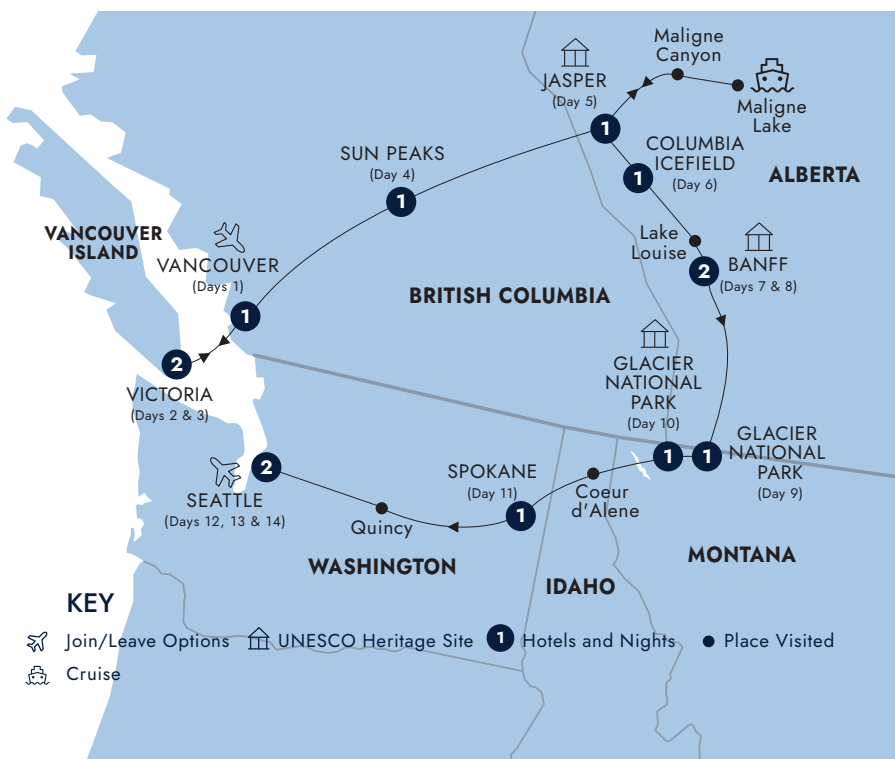 Maligne
Canyon
JASPER
(Day 5)
Maligne
Lake
1
COLUMBIA
ICEFIELD
(Day 6)
1
ALBERTA
SUN PEAKS
(Day 4)
1
VANCOUVER
ISLAND
VANCOUVER
(Days 1)
1
Lake
Louise
2
BANFF
(Days 7 & 8)
BRITISH COLUMBIA
2
VICTORIA
(Days 2 & 3)
GLACIER
NATIONAL
PARK
(Day 10)
1
1
GLACIER
NATIONAL
PARK
(Day 9)
2
SEATTLE
(Days 12, 13 & 14)
SPOKANE
(Day 11)
1
Coeur
d'Alene
Quincy
WASHINGTON
IDAHO
MONTANA
KEY
Join/Leave Options
UNESCO Heritage Site
1 Hotels and Nights
Place Visited
Cruise